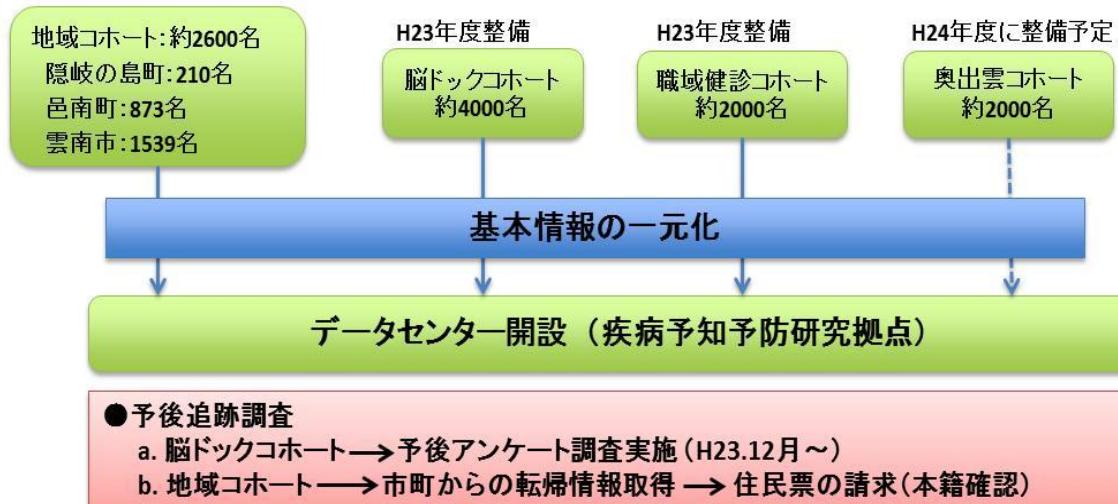 地域コホート:約2600名
隠岐の島町:210名
邑南町:873名
雲南市:1539名
H23年度整備
脳ドックコホート
約4000名
H23年度整備
職域健診コホート
約2000名
H24年度に整備予定
奥出雲コホート
約2000名
基本情報の一元化
データセンター開設（疾病予知予防研究拠点）
●予後追跡調査
a. 脳ドックコホート→予後アンケート調査実施(H23.12月～)
b. 地域コホート→市町からの転帰情報取得→住民票の請求(本籍確認)